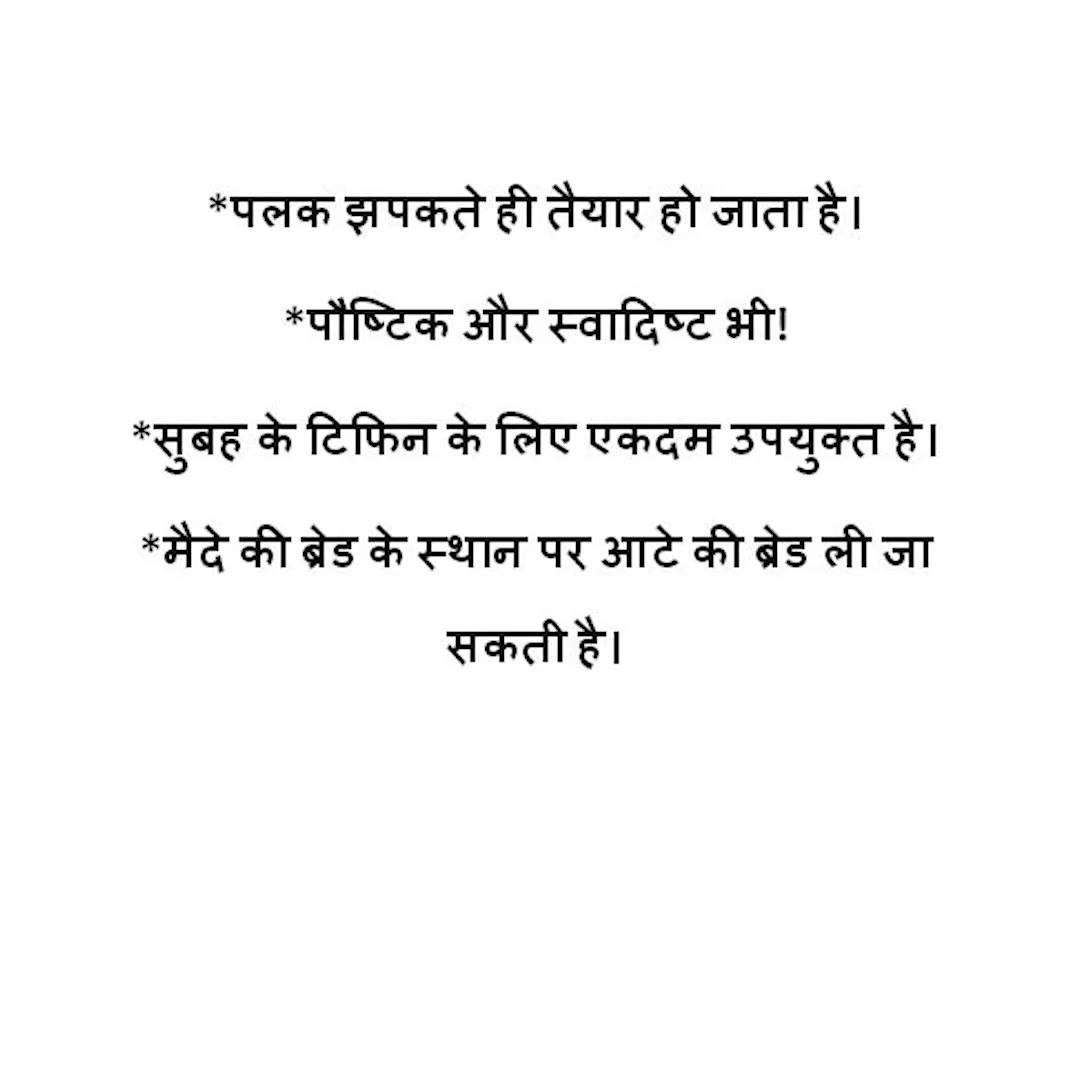 *पलक झपकते ही तैयार हो जाता है।
*पौष्टिक और स्वादिष्ट भी!
*सुबह के टिफिन के लिए एकदम उपयुक्त है।
*मैदे की ब्रेड के स्थान पर आटे की ब्रेड ली जा
सकती है।